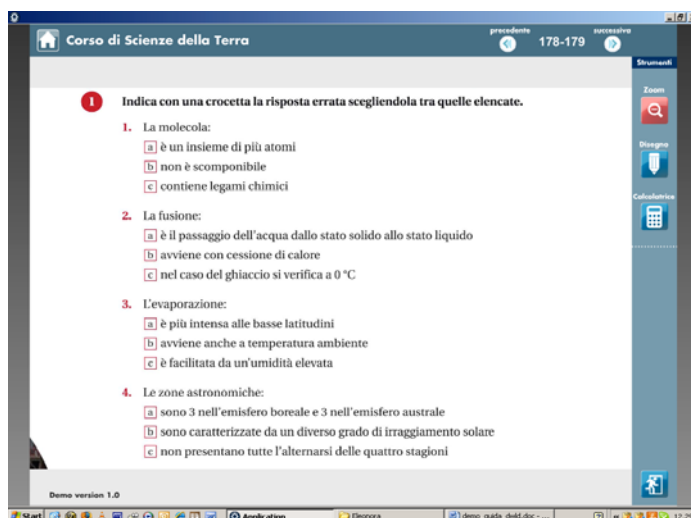 Corso di Scienze della Terra
precedente
178-179
successiva
Strumenti
Zoom
Disegno
Calcolatrice
1 Indica con una crocetta la risposta errata scegliendola tra quelle elencate.
1. La molecola:
a è un insieme di più atomi
b non è scomponibile
c contiene legami chimici
2. La fusione:
a è il passaggio dell'acqua dallo stato solido allo stato liquido
b avviene con cessione di calore
c nel caso del ghiaccio si verifica a 0 °C
3. L'evaporazione:
a è più intensa alle basse latitudini
b avviene anche a temperatura ambiente
c è facilitata da un'umidità elevata
4. Le zone astronomiche:
a sono 3 nell'emisfero boreale e 3 nell'emisfero australe
b sono caratterizzate da un diverso grado di irraggiamento solare
c non presentano tutte l'alternarsi delle quattro stagioni
Demo version 1.0
Start
Application
Eleonora